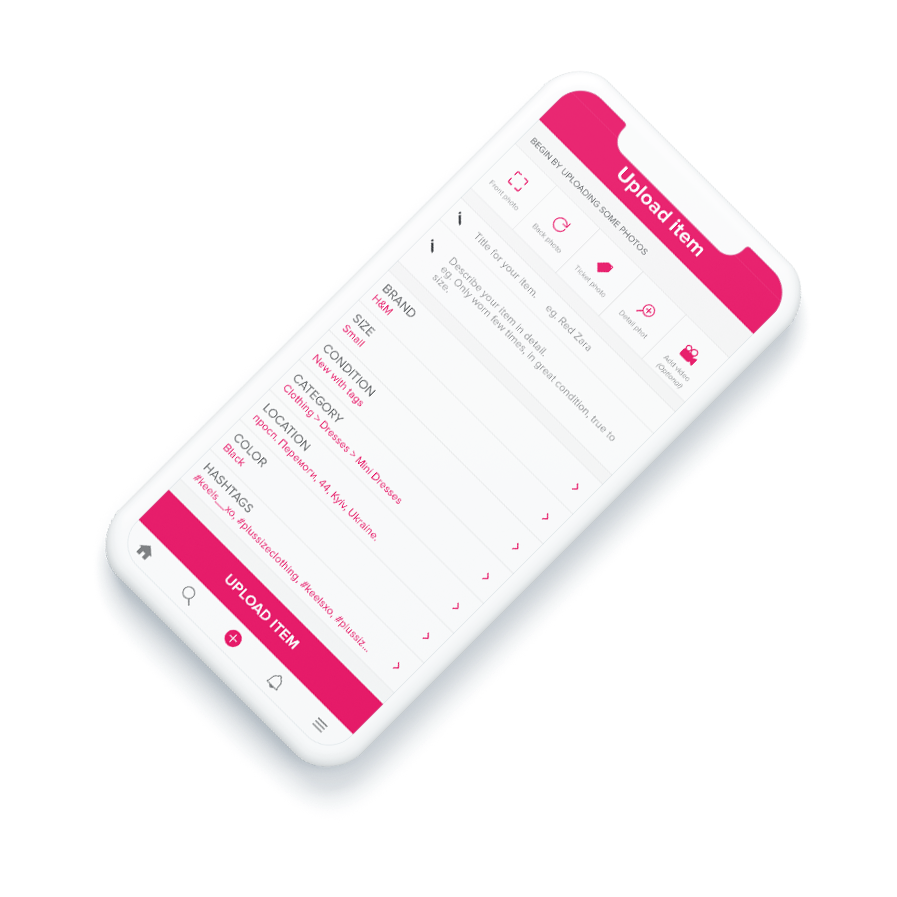 Upload item
BEGIN BY UPLOADING SOME PHOTOS
Front photo
Back photo
Ticket photo
Detail phot
Add video
(Optional)
Title for your item. eg. Red Zara
Describe your item in detail.
eg. Only worn few times, in great condition, true to
size.
BRAND
H&M
SIZE
Small
CONDITION
New with tags
CATEGORY
Clothing > Dresses > Mini Dresses
LOCATION
просп. Перемоги, 44, Kyiv, Ukraine.
COLOR
Black
HASHTAGS
#keels__xo, #plussizeclothing, #keelsxo, #plussiz...
UPLOAD ITEM